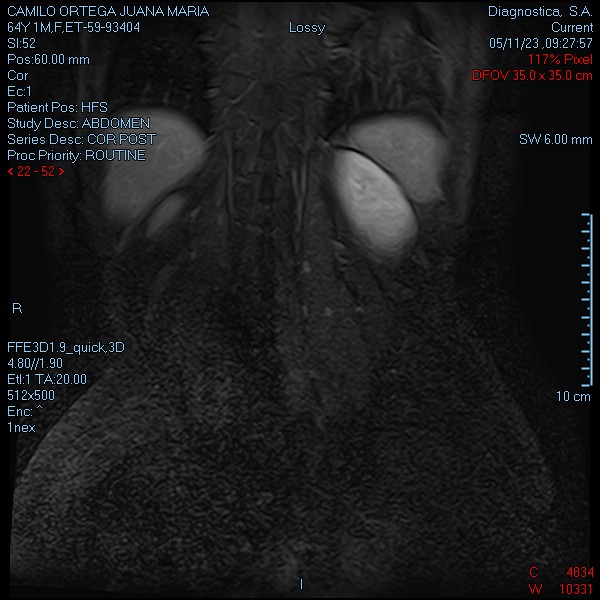 CAMILO ORTEGA JUANA MARIA
64Y 1M,F,ET-59-93404
Sl:52
Pos:60.00 mm
Cor
Ec:1
Patient Pos: HFS
Study Desc: ABDOMEN
Series Desc: COR POST
Proc Priority: ROUTINE
< 22 - 52 >
Lossy
Diagnostica, S.A.
Current
05/11/23 ,09:27:57
117% Pixel
DFOV 35.0 x 35.0 cm
SW 6.00 mm
R
FFE3D1.9_quick,3D
4.80//1.90
Etl:1 TA:20.00
512x500
Enc: ^
1nex
10 cm
I
C 4834
W 10331